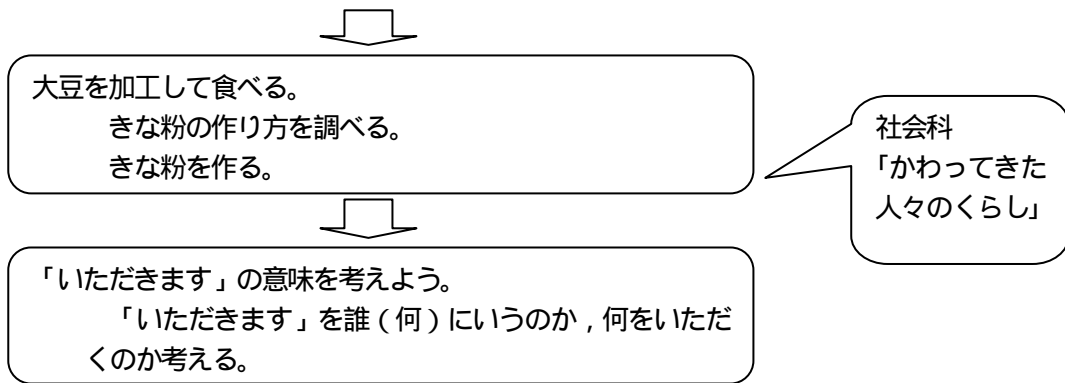 大豆を加工して食べる。
きな粉の作り方を調べる。
きな粉を作る。
社会科
「かわってきた
人々のくらし」
「いただきます」の意味を考えよう。
「いただきます」を誰（何）にいうのか，何をいただ
くのか考える。